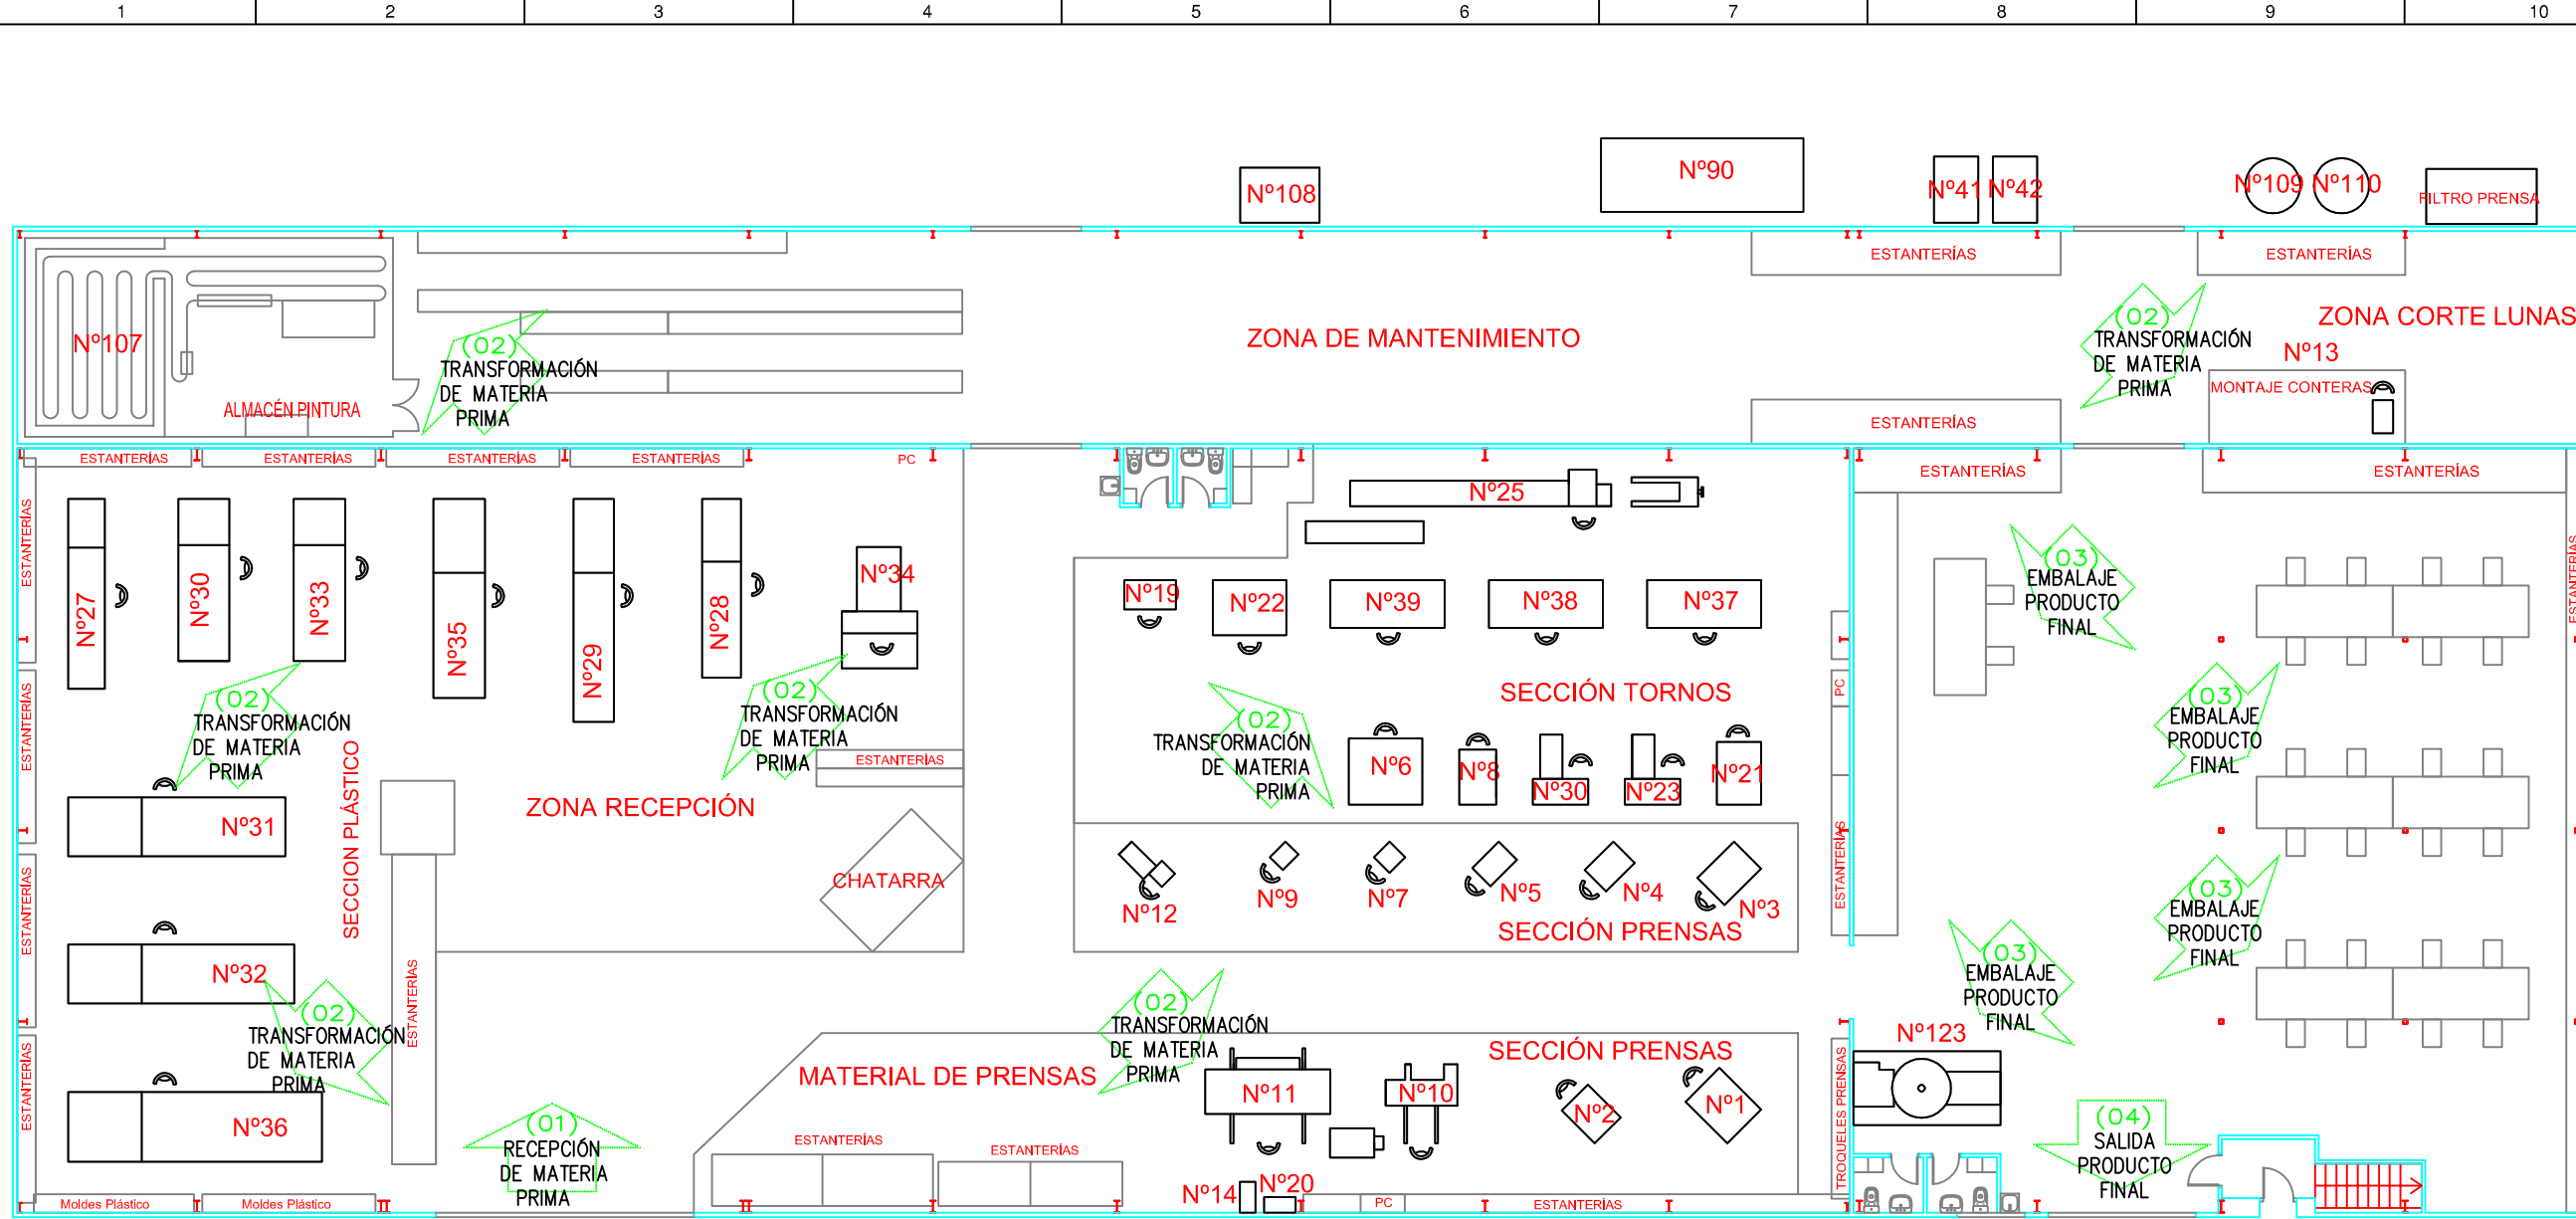 1 2 3 4 5 6 7 8 9 10
Nº108
Nº90
Nº41
Nº42
Nº109
Nº110
FILTRO PRENSA
ESTANTERÍAS
ESTANTERÍAS
Nº107
ALMACÉN PINTURA
(02)
TRANSFORMACIÓN
DE MATERIA
PRIMA
ZONA DE MANTENIMIENTO
ESTANTERÍAS
(02)
TRANSFORMACIÓN
DE MATERIA
PRIMA
ZONA CORTE LUNAS
Nº13
MONTAJE CONTERAS
ESTANTERÍAS
ESTANTERÍAS
ESTANTERÍAS
ESTANTERÍAS
PC
ESTANTERÍAS
ESTANTERÍAS
ESTANTERÍAS
ESTANTERÍAS
ESTANTERÍAS
ESTANTERÍAS
Nº27
Nº30
Nº33
Nº35
Nº29
Nº28
Nº34
(02)
TRANSFORMACIÓN
DE MATERIA
PRIMA
(02)
TRANSFORMACIÓN
DE MATERIA
PRIMA
ESTANTERÍAS
SECCION PLÁSTICO
ZONA RECEPCIÓN
CHATARRA
Nº31
Nº32
Nº36
(02)
TRANSFORMACIÓN
DE MATERIA
PRIMA
ESTANTERÍAS
Moldes Plástico
Moldes Plástico
(01)
RECEPCIÓN
DE MATERIA
PRIMA
Nº25
Nº19
Nº22
Nº39
Nº38
Nº37
SECCIÓN TORNOS
(02)
TRANSFORMACIÓN
DE MATERIA
PRIMA
Nº6
Nº8
Nº30
Nº23
Nº21
PC
ESTANTERÍAS
Nº12
Nº9
Nº7
Nº5
Nº4
Nº3
SECCIÓN PRENSAS
(02)
TRANSFORMACIÓN
DE MATERIA
PRIMA
MATERIAL DE PRENSAS
SECCIÓN PRENSAS
Nº11
Nº10
Nº2
Nº1
ESTANTERÍAS
ESTANTERÍAS
Nº14
Nº20
PC
ESTANTERÍAS
TROQUELES PRENSAS
ESTANTERÍAS
ESTANTERÍAS
ESTANTERÍAS
(03)
EMBALAJE
PRODUCTO
FINAL
(03)
EMBALAJE
PRODUCTO
FINAL
(03)
EMBALAJE
PRODUCTO
FINAL
(03)
EMBALAJE
PRODUCTO
FINAL
Nº123
(04)
SALIDA
PRODUCTO
FINAL